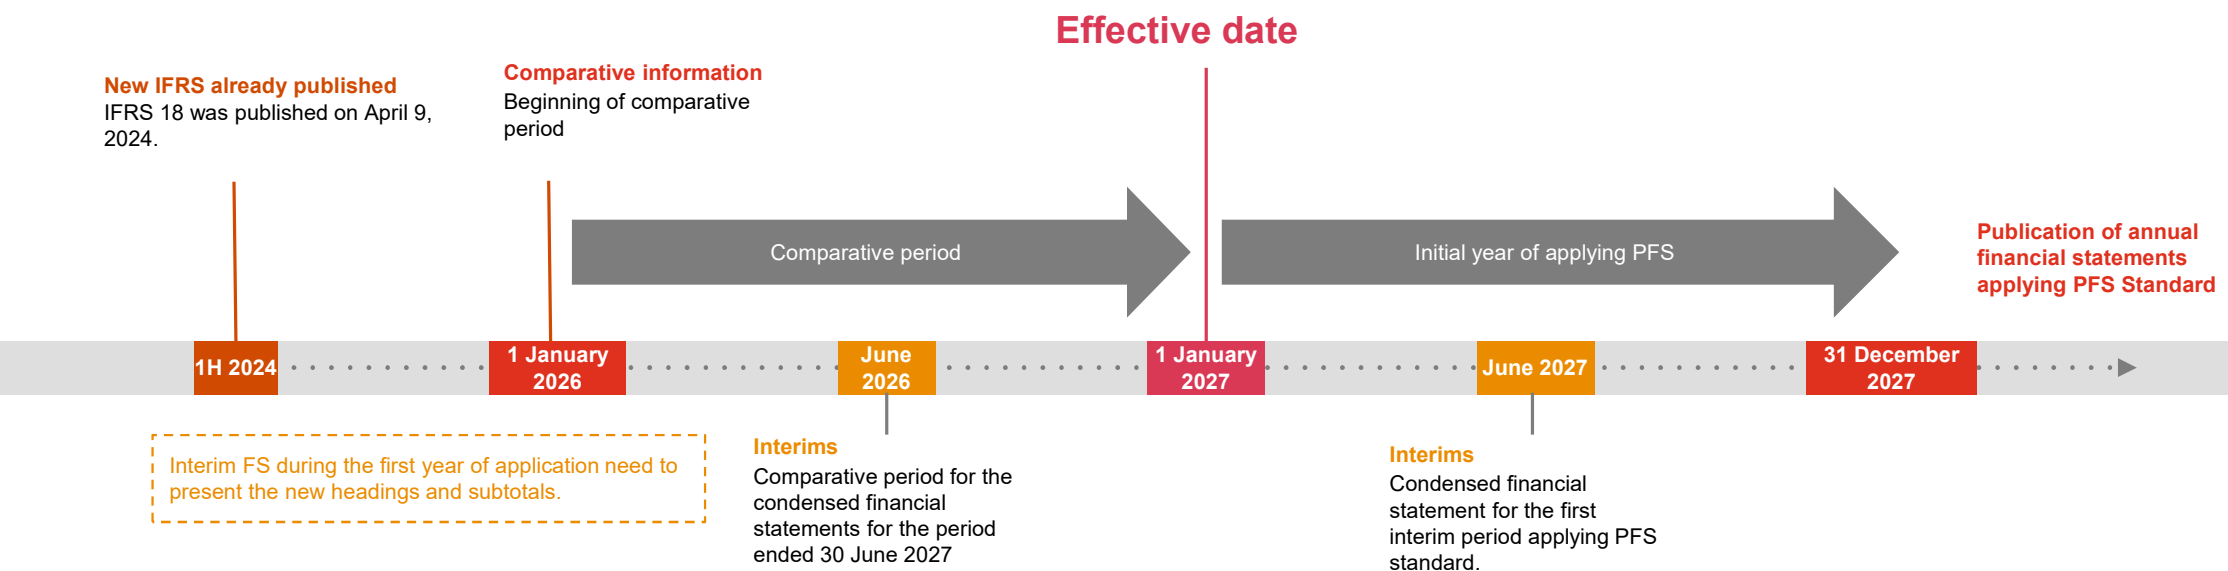 Effective date
New IFRS already published
IFRS 18 was published on April 9,
2024.
Comparative information
Beginning of comparative
period
Comparative period
Initial year of applying PFS
Publication of annual
financial statements
applying PFS Standard
1H 2024
1 January
2026
June
2026
1 January
2027
June 2027
31 December
2027
Interim FS during the first year of application need to
present the new headings and subtotals.
Interims
Comparative period for the
condensed financial
statements for the period
ended 30 June 2027
Interims
Condensed financial
statement for the first
interim period applying PFS
standard.